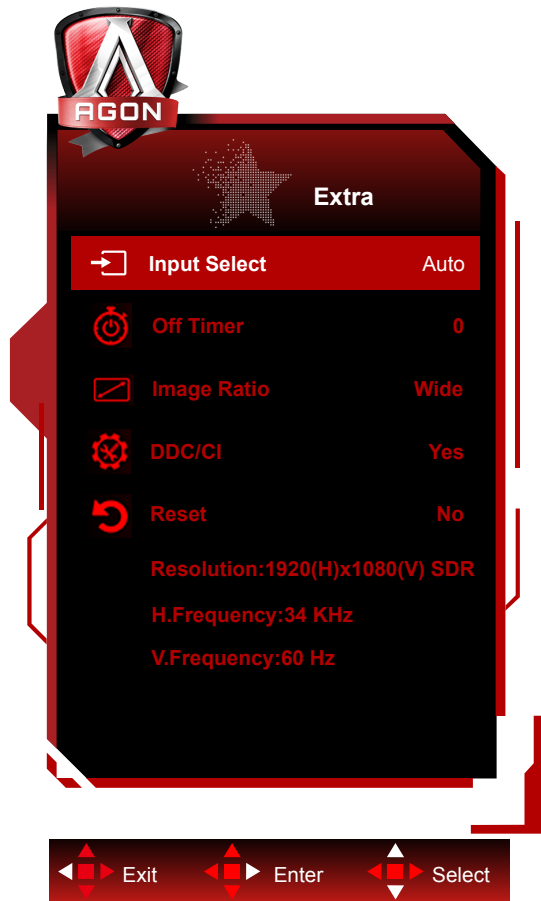 AGON
Extra
Input Select Auto
Off Timer 0
Image Ratio Wide
DDC/CI Yes
Reset No
Resolution:1920(H)x1080(V) SDR
H.Frequency:34 KHz
V.Frequency:60 Hz
Exit Enter Select